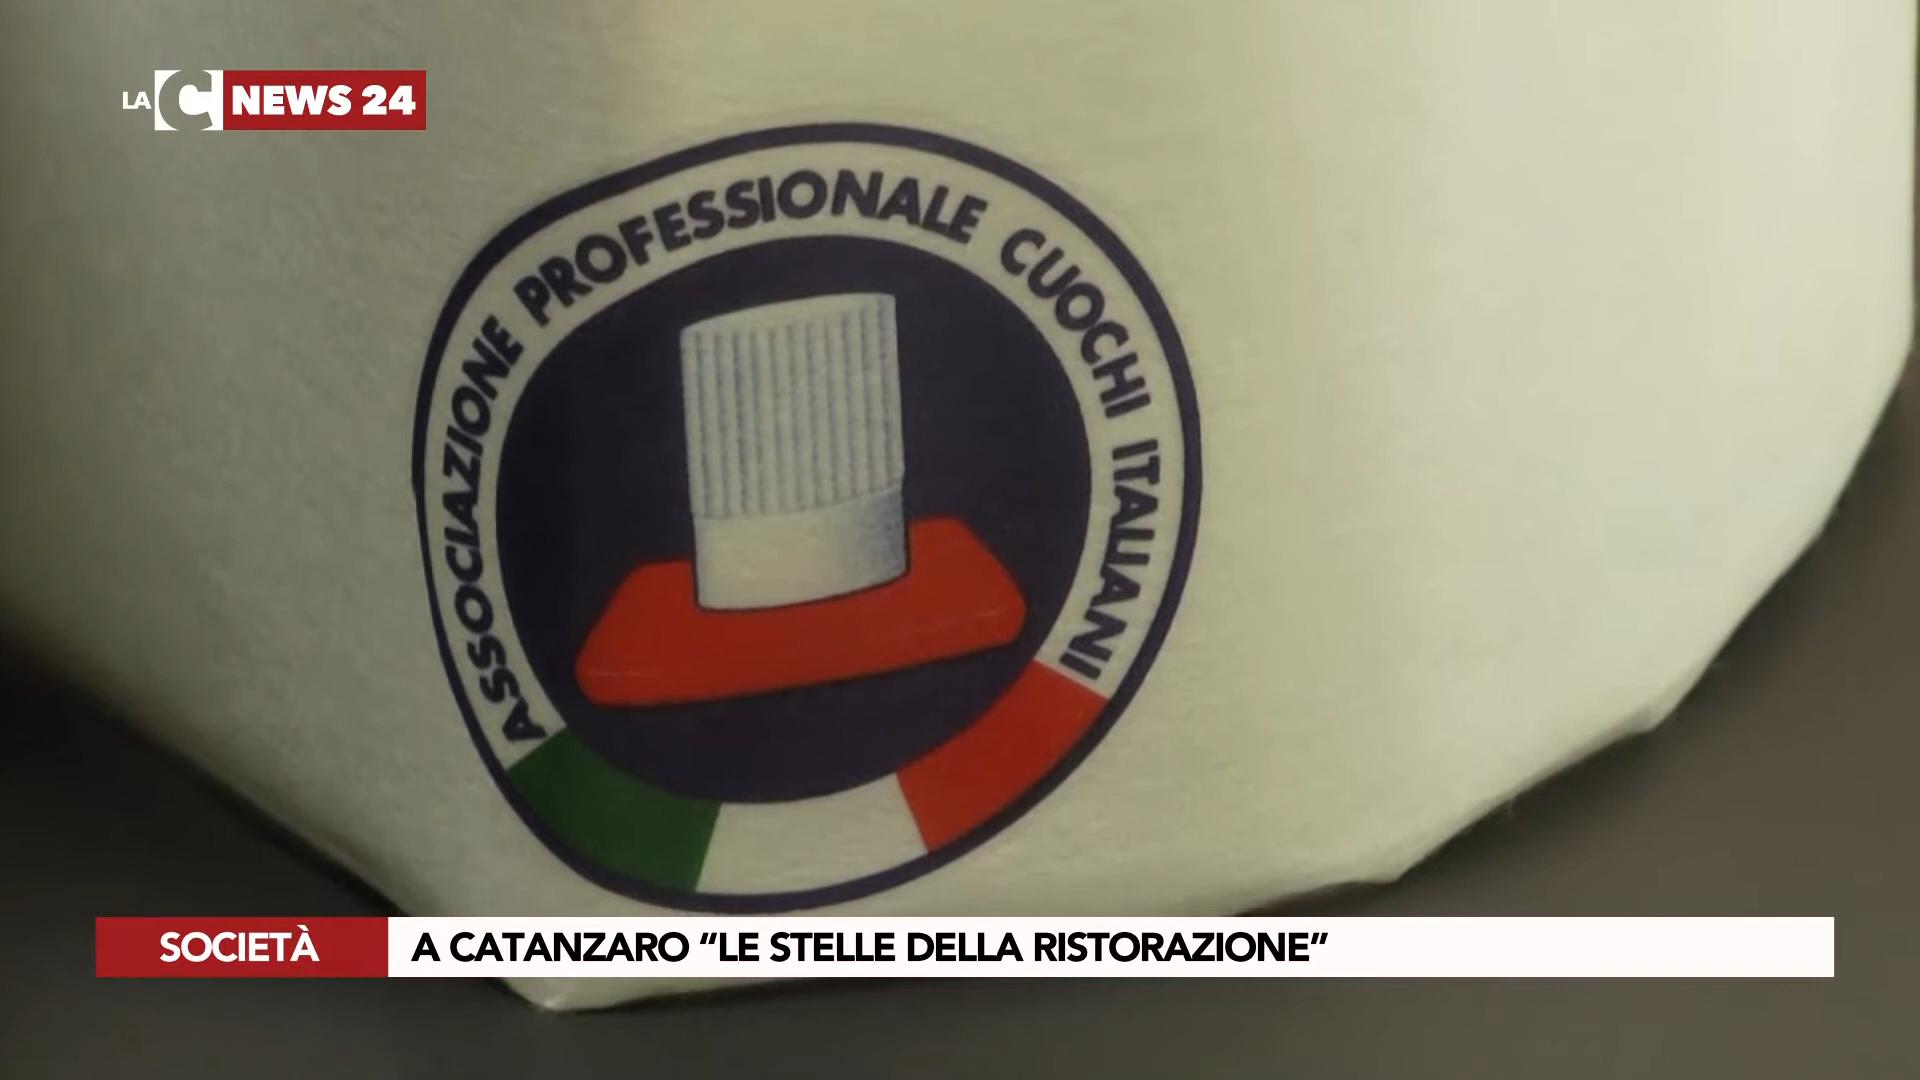 LA C NEWS 24
ASSOCIAZIONE PROFESSIONALE CUOCHI ITALIANI
SOCIETÀ
A CATANZARO “LE STELLE DELLA RISTORAZIONE”